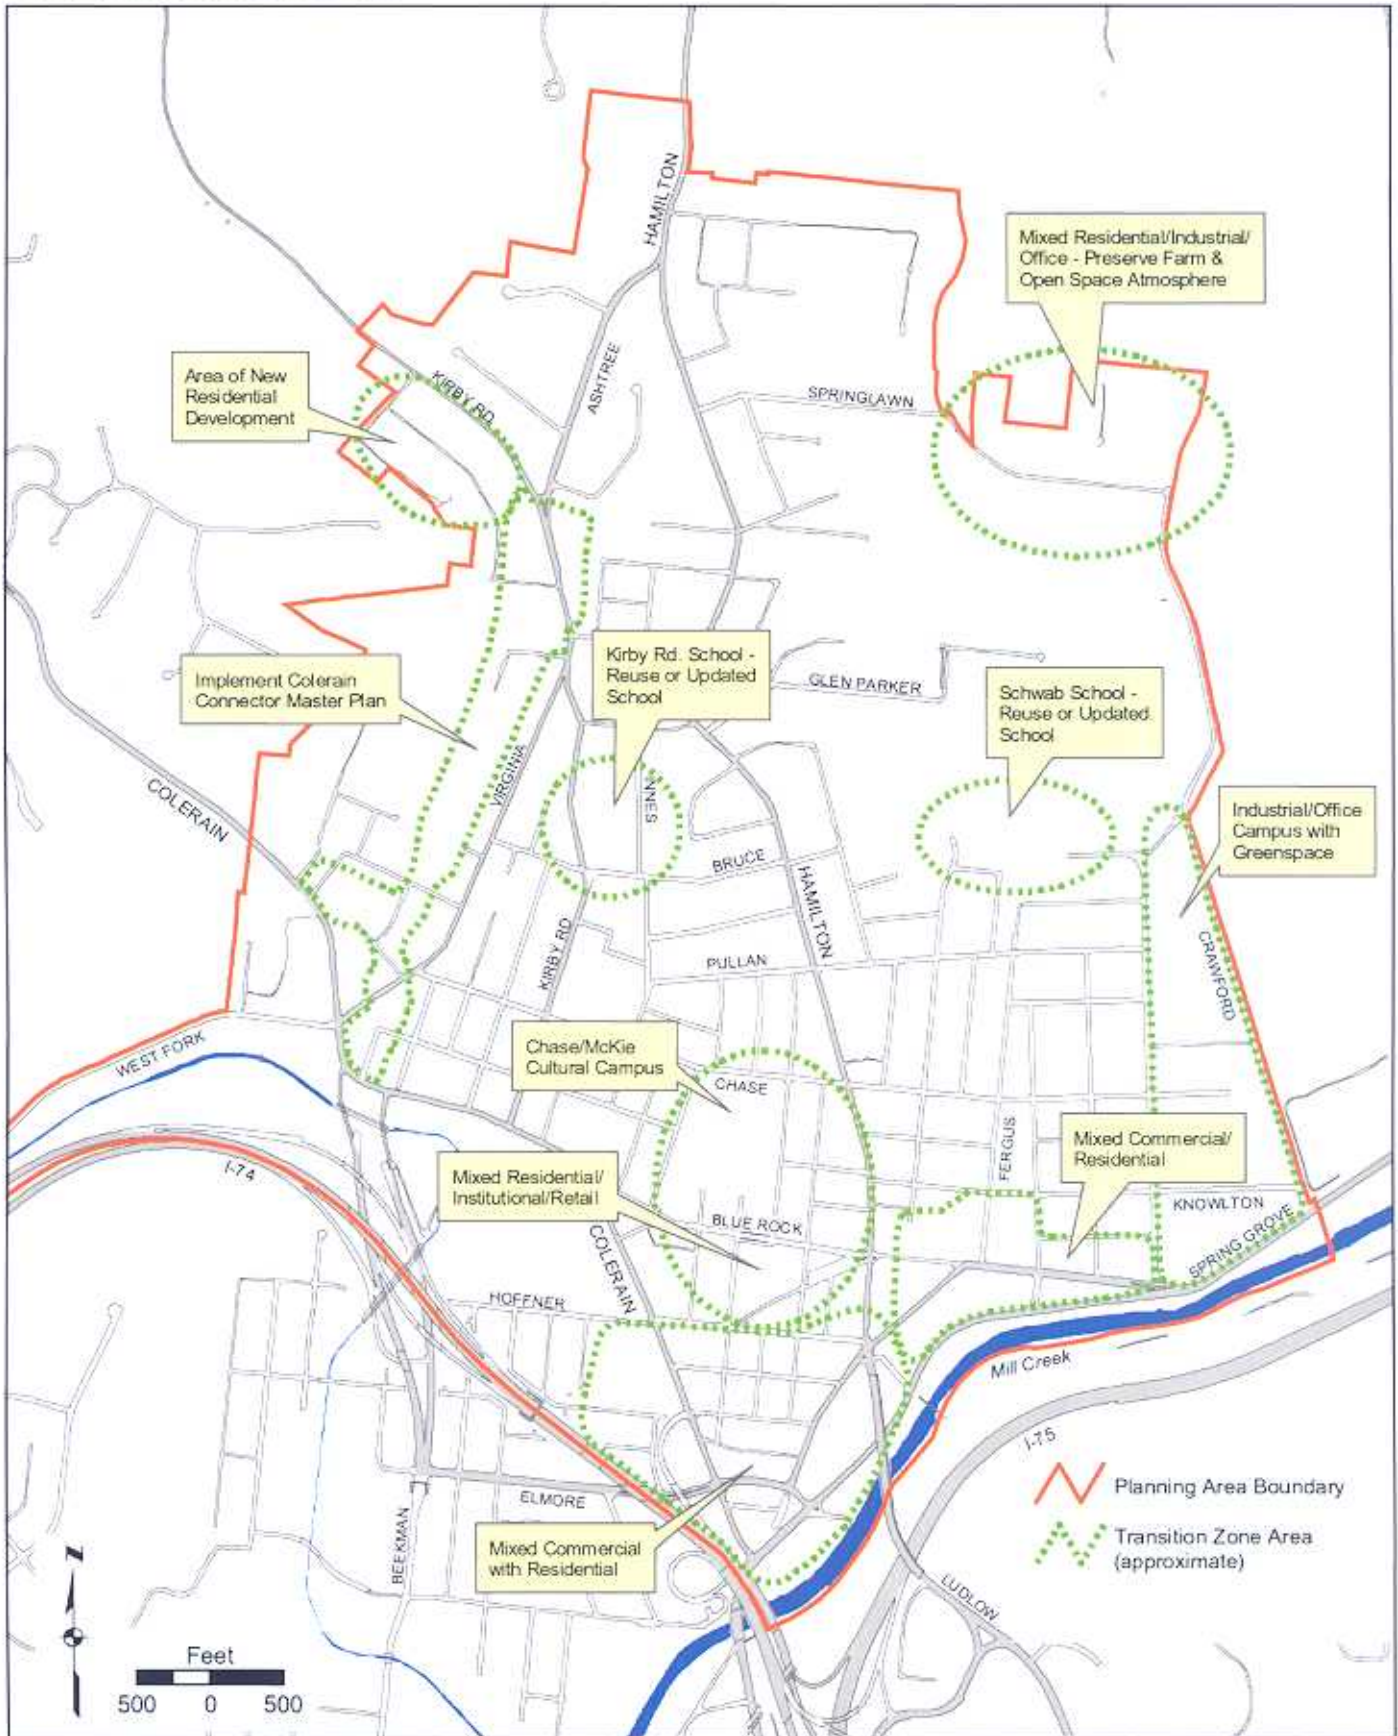 HAMILTON
Mixed Residential/Industrial/
Office - Preserve Farm &
Open Space Atmosphere
Area of New
Residential
Development
KIRBY RD
ASHTREE
SPRINGLAWN
Implement Colerain
Connector Master Plan
Kirby Rd. School -
Reuse or Updated
School
GLEN PARKER
Schwab School -
Reuse or Updated
School
COLERAIN
VIRGINIA
SENN
Industrial/Office
Campus with
Greenspace
BRUCE
HAMILTON
KIRBY RD
PULLAN
CRAWFORD
WEST FORK
Chase/McKie
Cultural Campus
CHASE
I-74
Mixed Residential/
Institutional/Retail
FERGUS
Mixed Commercial/
Residential
KNOWLTON
BLUE ROCK
COLERAIN
SPRING GROVE
HOFFNER
Mill Creek
I-75
Planning Area Boundary
ELMORE
Transition Zone Area
(approximate)
BEEKMAN
Mixed Commercial
with Residential
LUDLOW
N
Feet
500 0 500